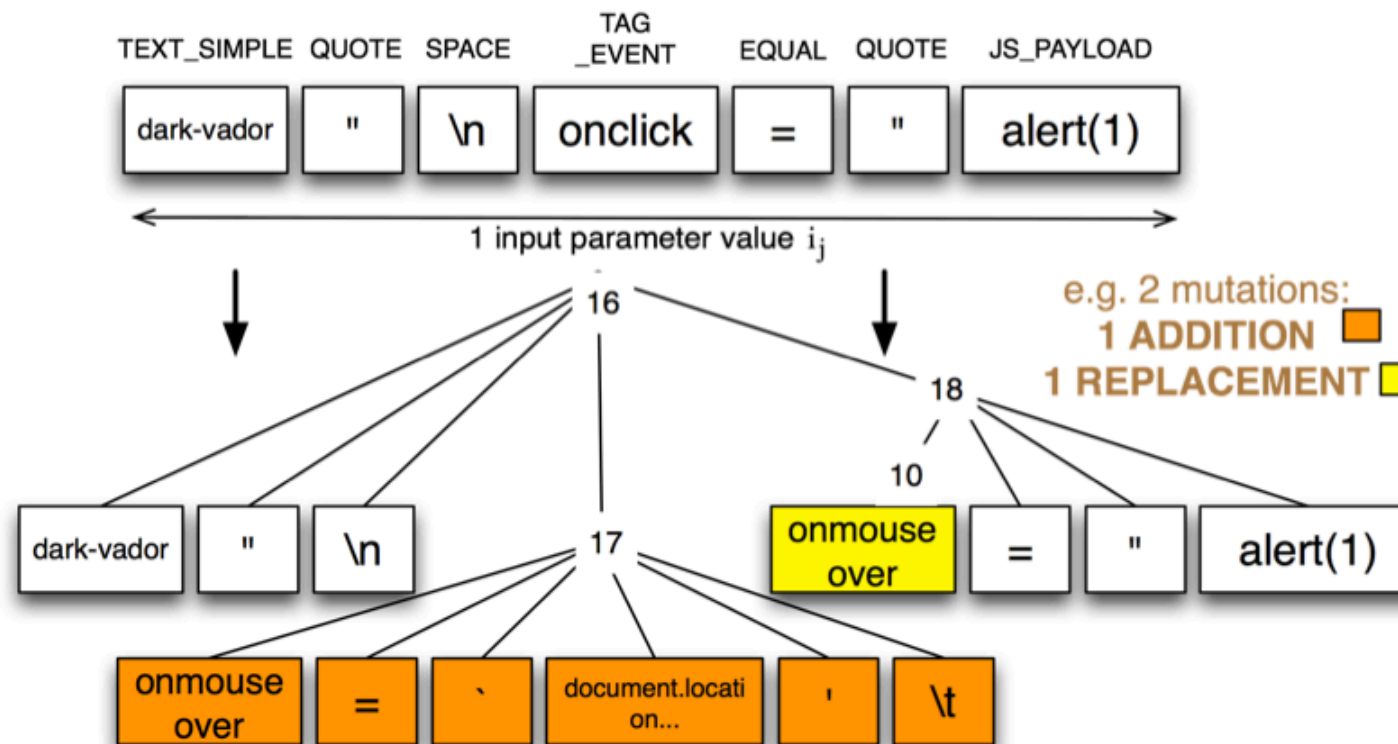 TEXT_SIMPLE QUOTE SPACE TAG _EVENT EQUAL QUOTE JS_PAYLOAD
dark-vador " \n onclick = " alert(1)
1 input parameter value ij
16
e.g. 2 mutations:
1 ADDITION
1 REPLACEMENT
18
10
dark-vador " \n
onmouse
over
= " alert(1)
17
onmouse
over
= `
document.locati
on...
' \t